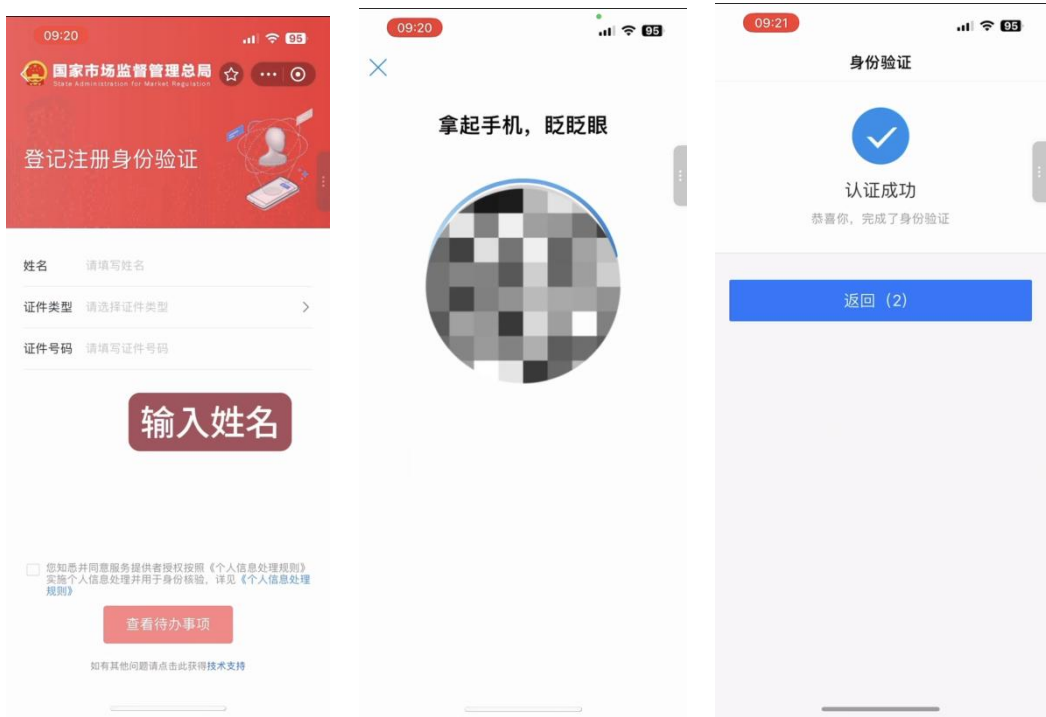 09:20
95
国家市场监督管理总局
State Administration for Market Regulation
登记注册身份验证
姓名 请填写姓名
证件类型 请选择证件类型
证件号码 请填写证件号码
输入姓名
您知悉并同意服务提供者授权按照《个人信息处理规则》
实施个人信息处理并用于身份核验，详见《个人信息处理
规则》
查看待办事项
如有其他问题请点击此获得技术支持
09:20
95
拿起手机，眨眨眼
09:21
95
身份验证
认证成功
恭喜你，完成了身份验证
返回（2）